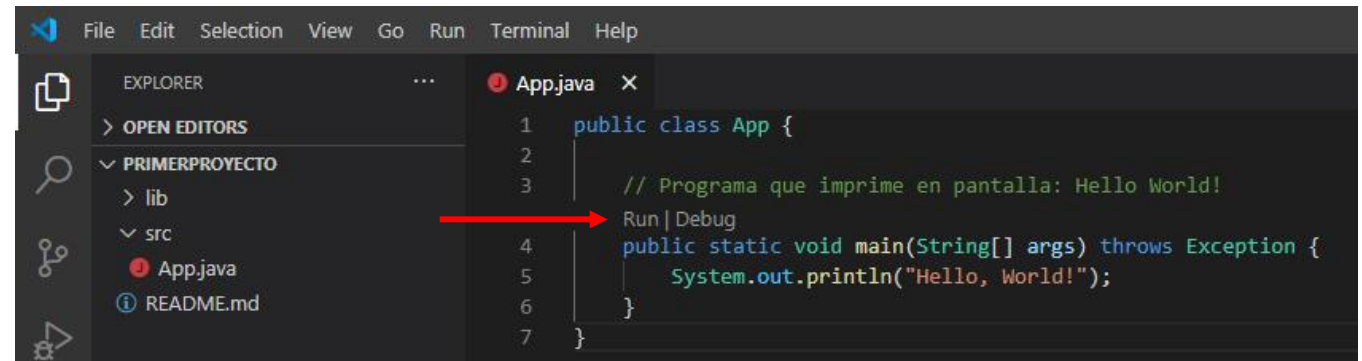 File Edit Selection View Go Run Terminal Help
EXPLORER ...
OPEN EDITORS
PRIMERPROYECTO
lib
src
App.java
README.md
App.java
1 public class App {
2
3 // Programa que imprime en pantalla: Hello World!
Run | Debug
4 public static void main(String[] args) throws Exception {
5 System.out.println("Hello, World!");
6 }
7 }